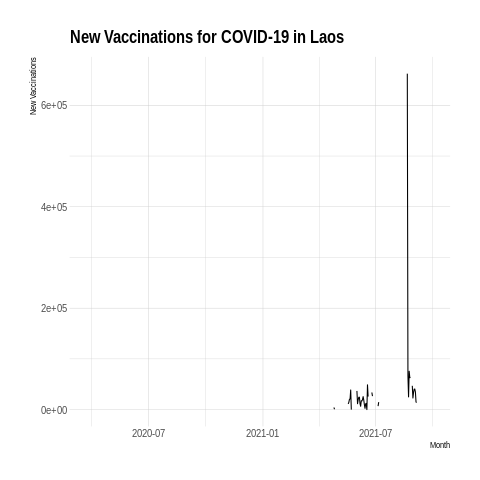 New Vaccinations for COVID-19 in Laos
New Vaccinations
6e+05
4e+05
2e+05
0e+00
2020-07
2021-01
2021-07
Month